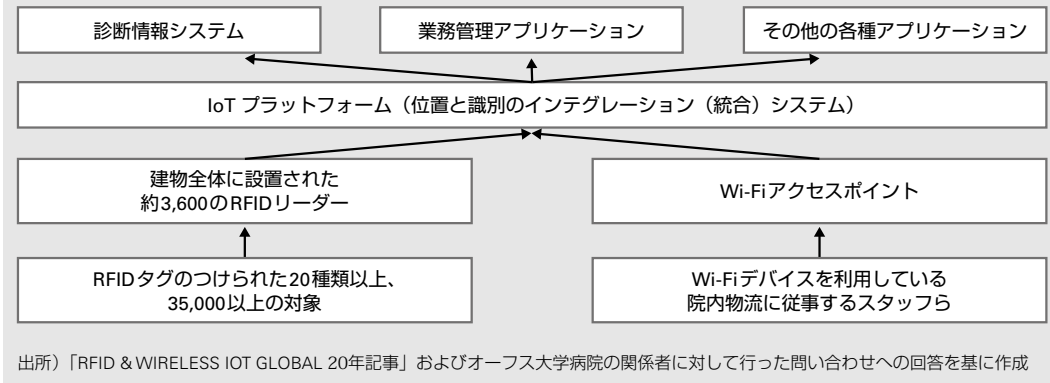 診断情報システム
業務管理アプリケーション
その他の各種アプリケーション
IoT プラットフォーム（位置と識別のインテグレーション（統合）システム）
建物全体に設置された
約3,600のRFIDリーダー
Wi-Fiアクセスポイント
RFIDタグのつけられた20種類以上、
35,000以上の対象
Wi-Fiデバイスを利用している
院内物流に従事するスタッフら
出所）「RFID & WIRELESS IOT GLOBAL 20年記事」およびオーフス大学病院の関係者に対して行った問い合わせへの回答を基に作成